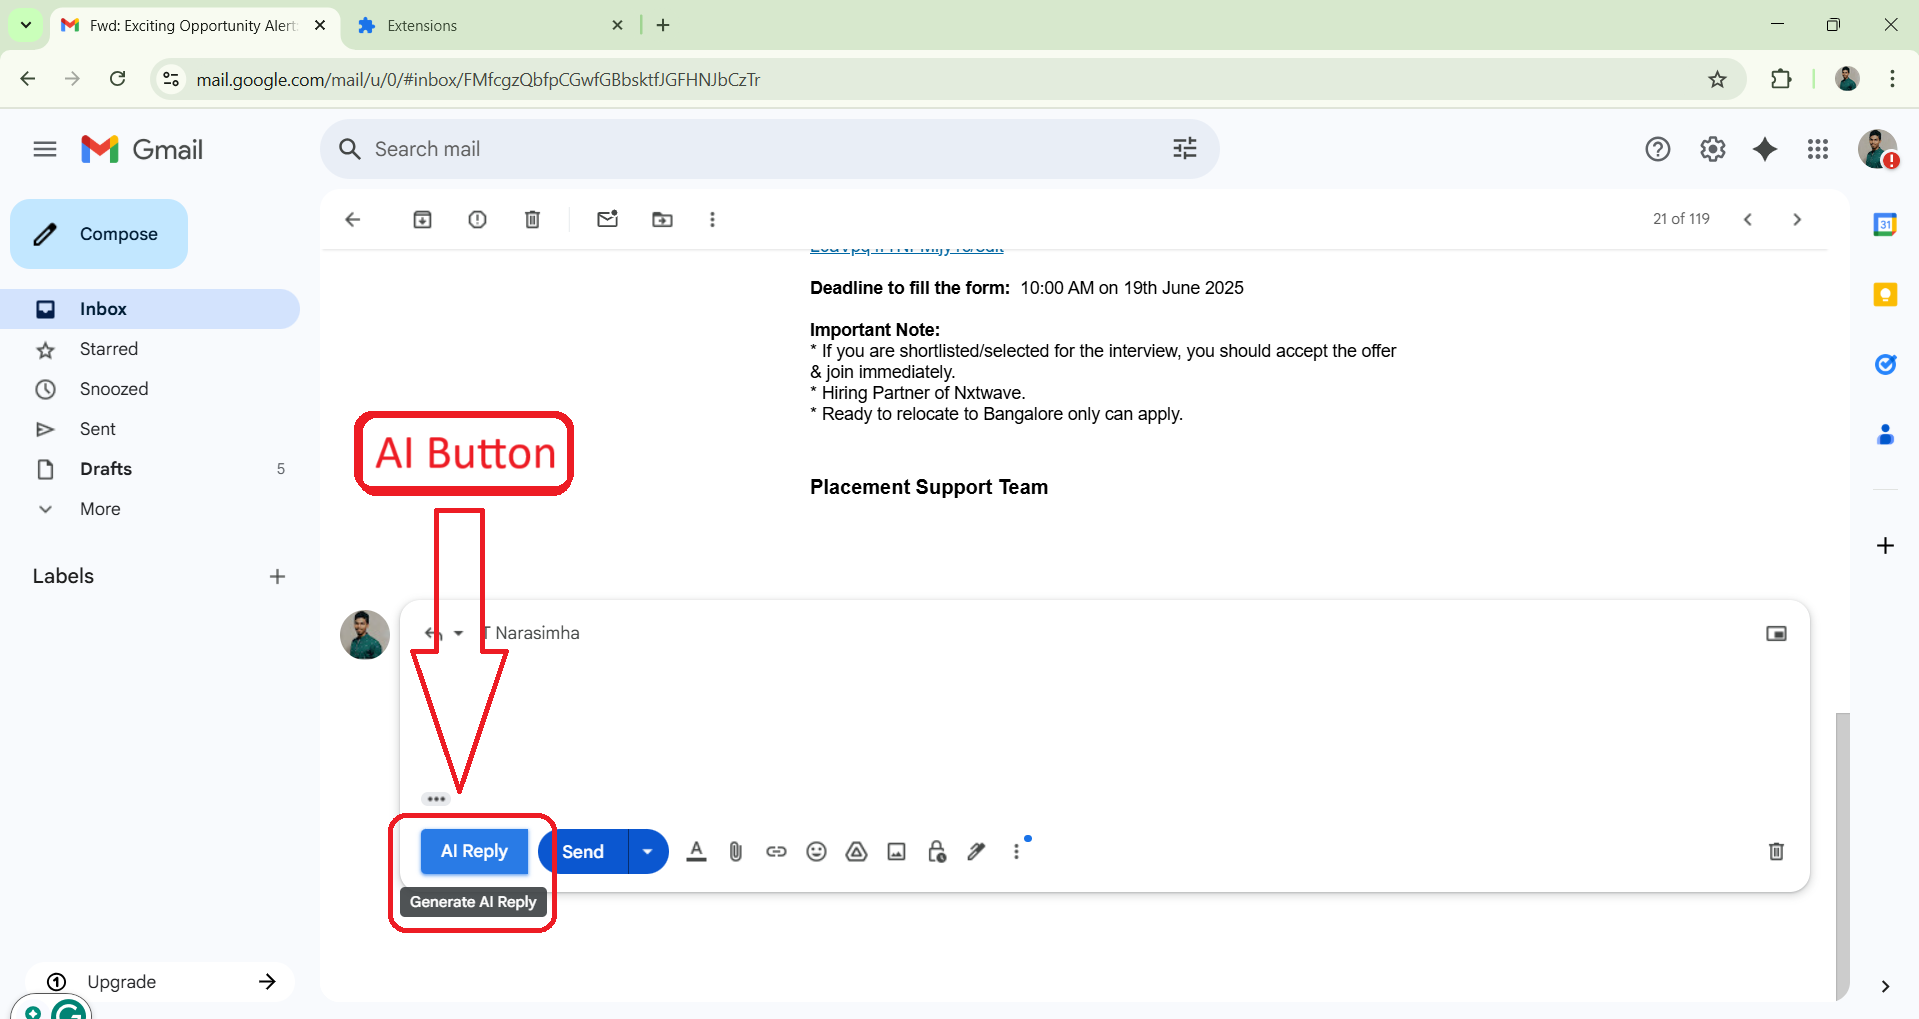 Fwd: Exciting Opportunity Alert:
Extensions
mail.google.com/mail/u/0/#inbox/FMfcgzQbfpCGwfGBbsktfJGFHNJbCzTr
Gmail
Search mail
Compose
21 of 119
31
Inbox
Starred
Snoozed
Sent
Drafts 5
More
Labels
Deadline to fill the form: 10:00 AM on 19th June 2025
Important Note:
* If you are shortlisted/selected for the interview, you should accept the offer
& join immediately.
* Hiring Partner of Nxtwave.
* Ready to relocate to Bangalore only can apply.
AI Button
Placement Support Team
T Narasimha
AI Reply
Send
Generate AI Reply
Upgrade